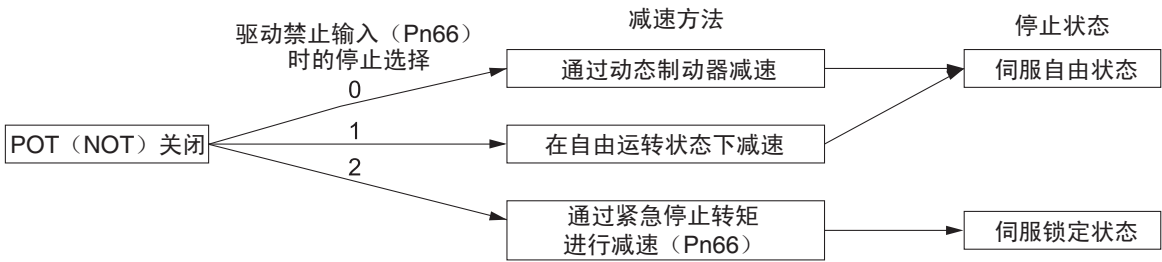 驱动禁止输入（Pn66）
时的停止选择
减速方法
停止状态
0
通过动态制动器减速
伺服自由状态
POT（NOT）关闭
1
在自由运转状态下减速
2
通过紧急停止转矩
进行减速（Pn66）
伺服锁定状态